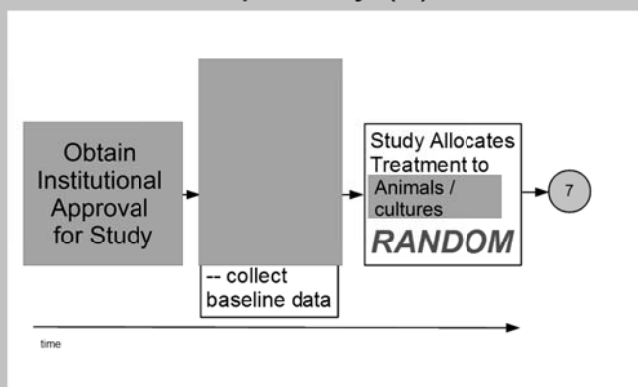 Obtain
Institutional
Approval
for Study
-- collect
baseline data
Study Allocates
Treatment to
Animals /
cultures
RANDOM
7
time